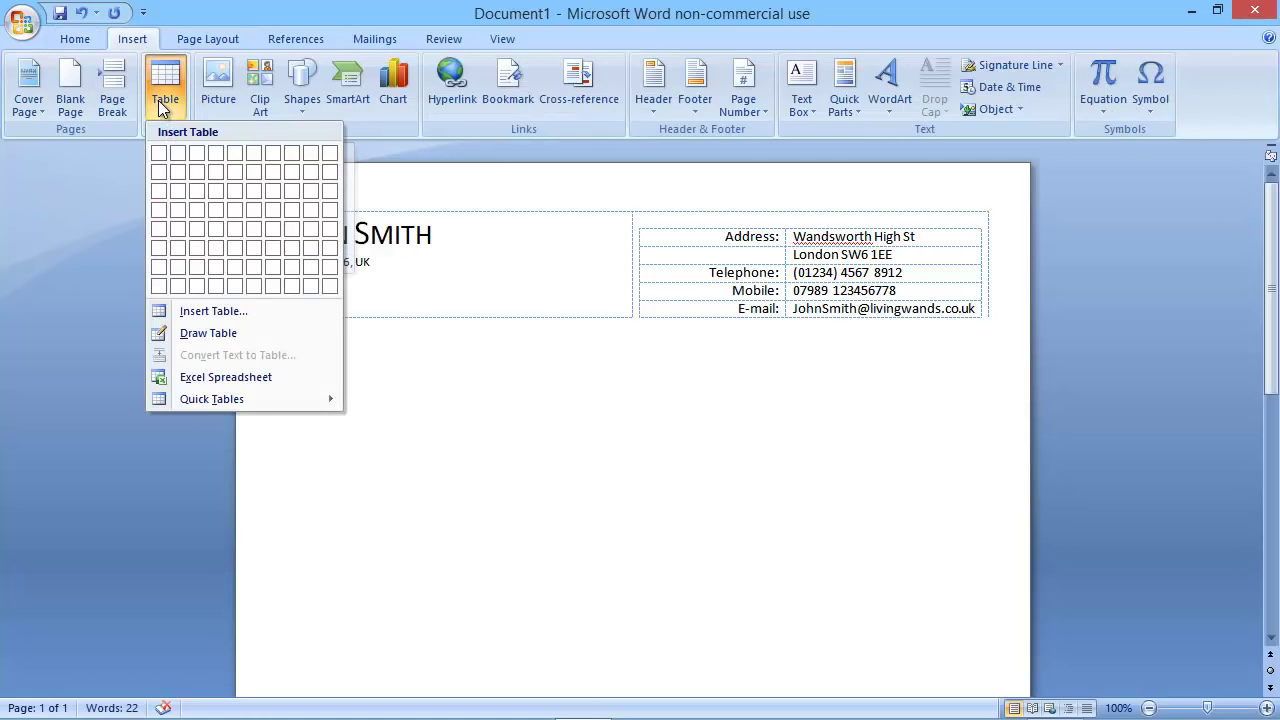 Document1 - Microsoft Word non-commercial use
Home Insert Page Layout References Mailings Review View
Cover Page
Blank Page
Page Break
Table
Picture
Clip Art
Shapes
SmartArt
Chart
Hyperlink
Bookmark
Cross-reference
Header
Footer
Page Number
Text Box
Quick Parts
WordArt
Drop Cap
Signature Line
Date & Time
Object
Equation
Symbol
Pages
Links
Header & Footer
Text
Symbols
Insert Table
Insert Table...
Draw Table
Convert Text to Table...
Excel Spreadsheet
Quick Tables
SMITH
6, UK
Address: Wandsworth High St
London SW6 1EE
Telephone: (01234) 4567 8912
Mobile: 07989 123456778
E-mail: JohnSmith@livingwands.co.uk
Page: 1 of 1 Words: 22 100%